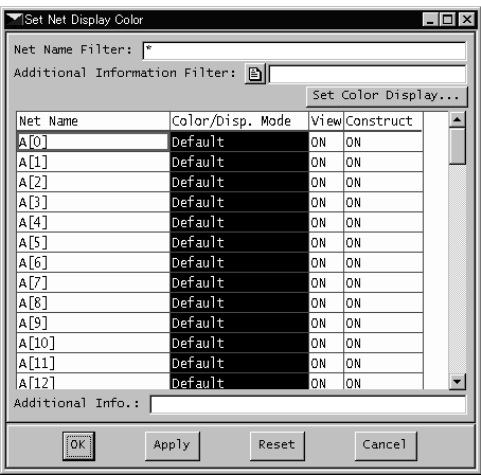 Set Net Display Color
Net Name Filter: *
Additional Information Filter:
Set Color Display...
Net Name Color/Disp. Mode View Construct
A[0] Default ON ON
A[1] Default ON ON
A[2] Default ON ON
A[3] Default ON ON
A[4] Default ON ON
A[5] Default ON ON
A[6] Default ON ON
A[7] Default ON ON
A[8] Default ON ON
A[9] Default ON ON
A[10] Default ON ON
A[11] Default ON ON
A[12] Default ON ON
Additional Info.:
OK Apply Reset Cancel